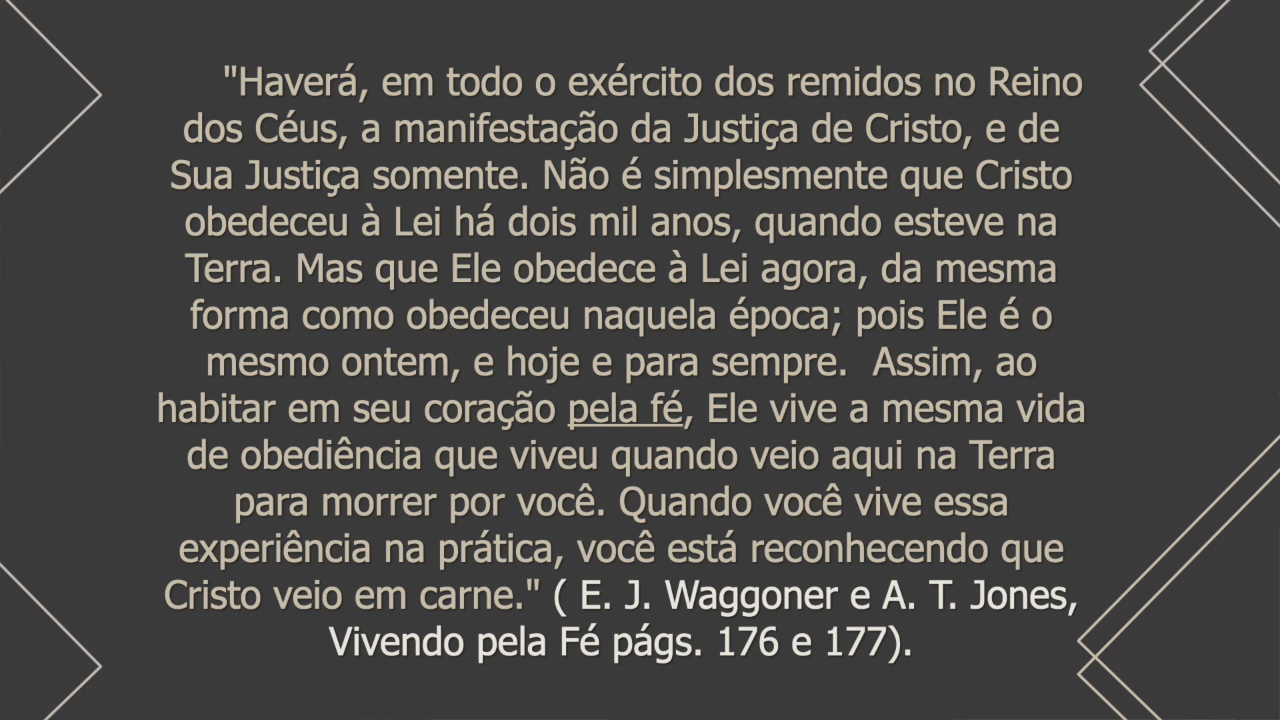 "Haverá, em todo o exército dos remidos no Reino
dos Céus, a manifestação da Justiça de Cristo, e de
Sua Justiça somente. Não é simplesmente que Cristo
obedeceu à Lei há dois mil anos, quando esteve na
Terra. Mas que Ele obedece à Lei agora, da mesma
forma como obedeceu naquela época; pois Ele é o
mesmo ontem, e hoje e para sempre.  Assim, ao
habitar em seu coração pela fé, Ele vive a mesma vida
de obediência que viveu quando veio aqui na Terra
para morrer por você. Quando você vive essa
experiência na prática, você está reconhecendo que
Cristo veio em carne." ( E. J. Waggoner e A. T. Jones,
Vivendo pela Fé págs. 176 e 177).